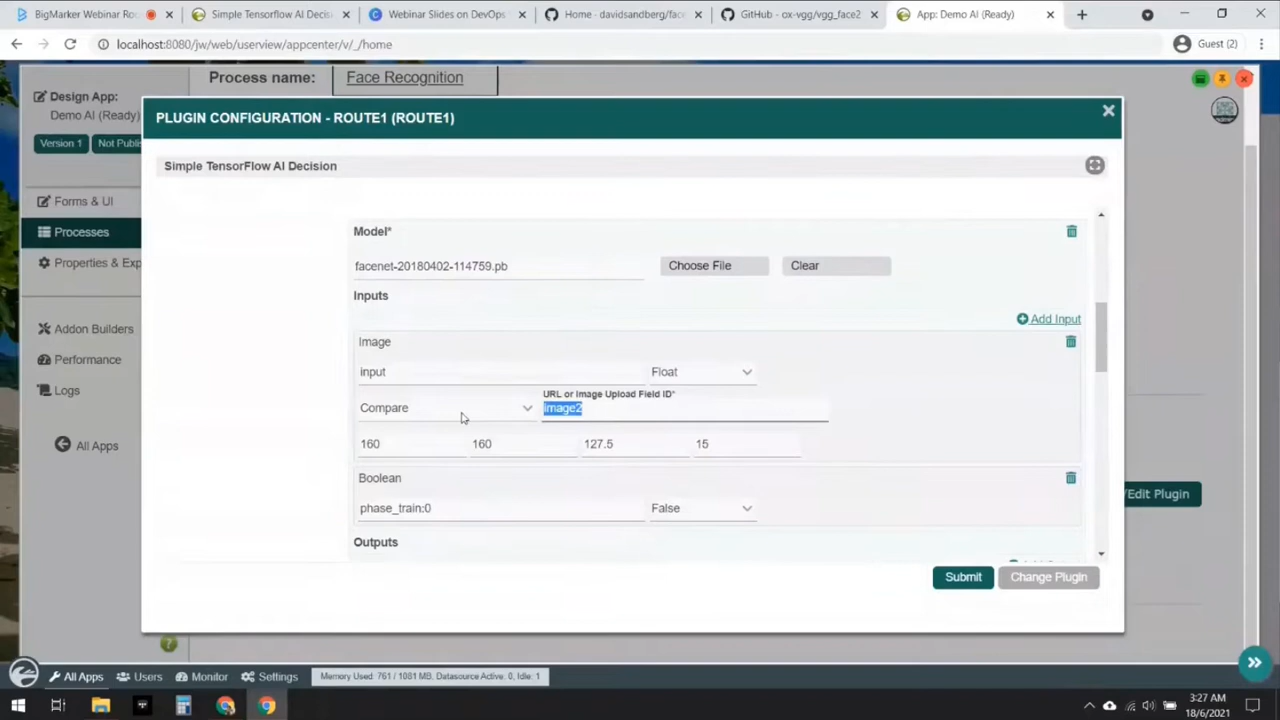 BigMarker Webinar Roo
Simple Tensorflow AI Decisi
Webinar Slides on DevOps
Home · davidsandberg/fac
GitHub - ox-vgg/vgg_face2
App: Demo AI (Ready)
localhost:8080/jw/web/userview/appcenter/v/_/home
Guest (2)
Process name: Face Recognition
Design App:
Demo AI (Ready)
Version 1 Not Publi
PLUGIN CONFIGURATION - ROUTE1 (ROUTE1)
Simple TensorFlow AI Decision
Forms & UI
Processes
Properties & Exp
Addon Builders
Performance
Logs
All Apps
Model*
facenet-20180402-114759.pb Choose File Clear
Inputs
Add Input
Image
input Float
URL or Image Upload Field ID*
Compare image2
160 160 127.5 15
Boolean
phase_train:0 False
Outputs
/Edit Plugin
Submit Change Plugin
?
All Apps Users Monitor Settings Memory Used: 761 / 1081 MB, Datasource Active: 0, Idle: 1
3:27 AM
18/6/2021